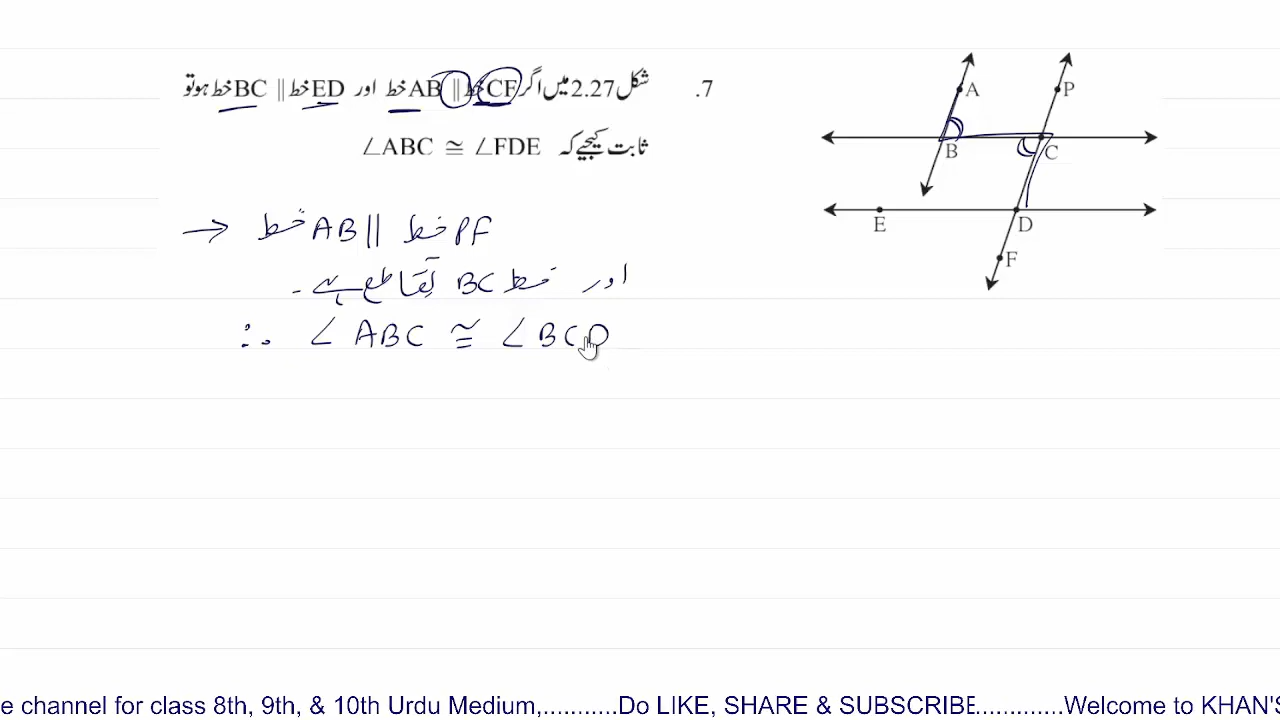 7. شکل 2.27 میں اگر خط CF || خط AB اور خط ED || خط BC ہو تو
ثابت کیجیے کہ ∠ABC ≅ ∠FDE
A
P
B
C
E
D
F
→ خط AB || خط PF
اور خط BC تقاطع ہے۔
∴ ∠ABC ≅ ∠BCD
e channel for class 8th, 9th, & 10th Urdu Medium,...........Do LIKE, SHARE & SUBSCRIBE.............Welcome to KHAN'S